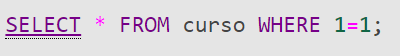 SELECT * FROM curso WHERE 1=1;